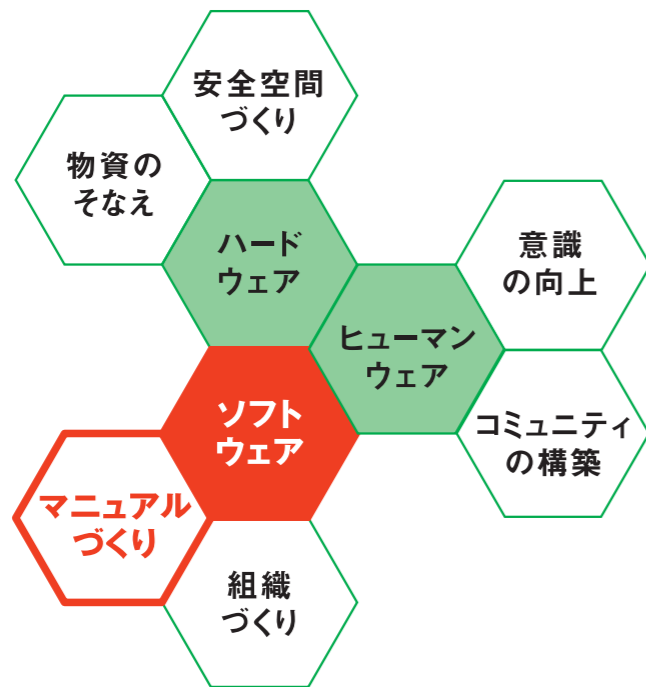 安全空間
づくり
物資の
そなえ
ハード
ウェア
意識
の向上
ヒューマン
ウェア
ソフト
ウェア
コミュニティ
の構築
マニュアル
づくり
組織
づくり